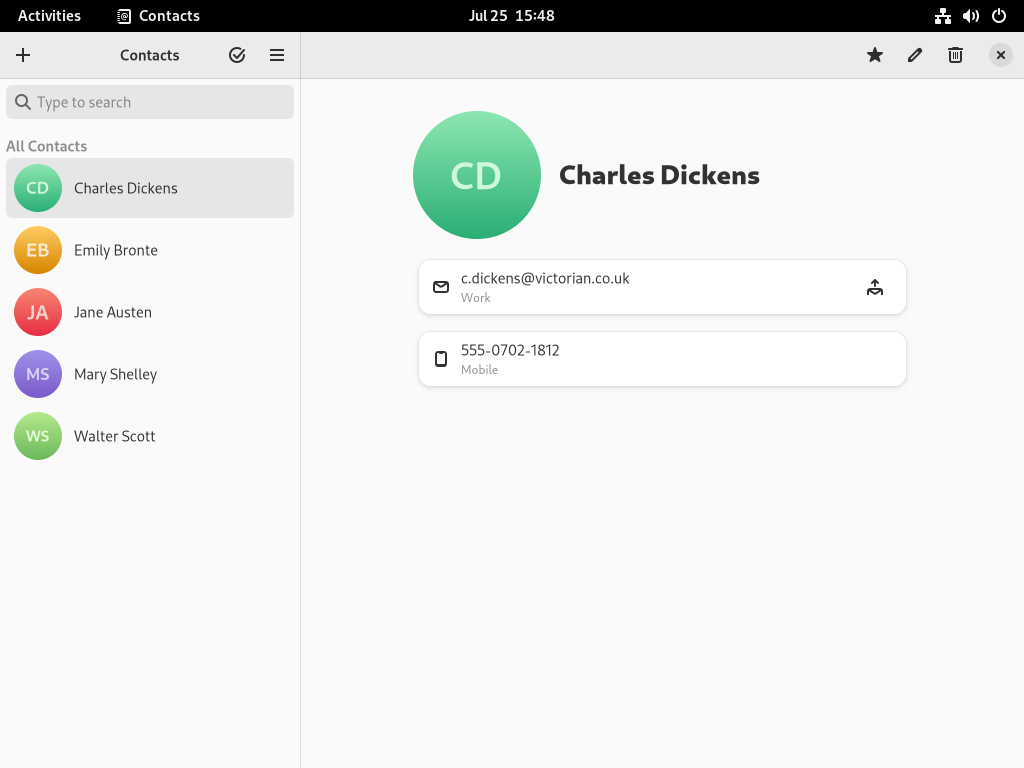 Activities Contacts Jul 25 15:48
Contacts
Type to search
All Contacts
CD Charles Dickens
EB Emily Bronte
JA Jane Austen
MS Mary Shelley
WS Walter Scott
CD Charles Dickens
c.dickens@victorian.co.uk
Work
555-0702-1812
Mobile